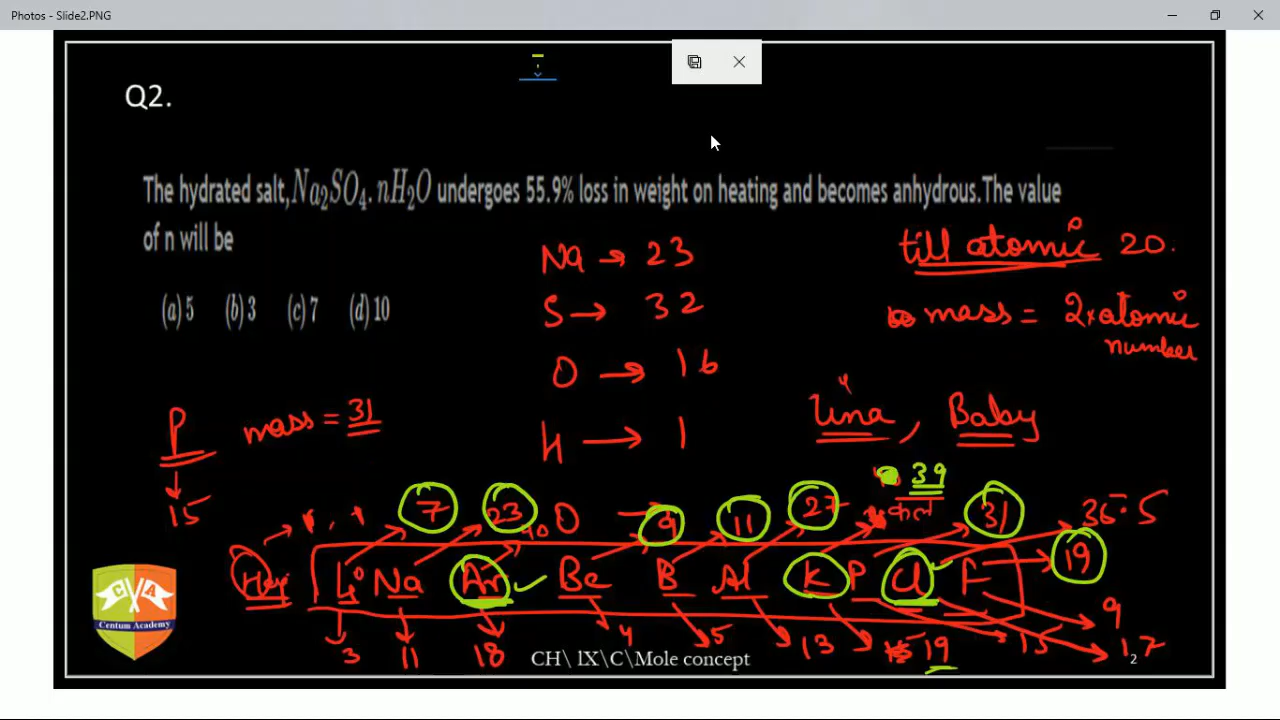 Photos - Slide2.PNG
Q2.
The hydrated salt, Na₂SO₄.nH₂O undergoes 55.9% loss in weight on heating and becomes anhydrous.The value
of n will be
(a) 5 (b) 3 (c) 7 (d) 10
Na → 23
S → 32
O → 16
H → 1
till atomic 20.
mass = 2 × atomic
number
Una, Baby
P mass = 31
15
7 23 40 9 11 27 39 31 35.5
19
Li Na Ar Be B Al K P Cl F
3 11 18 4 5 13 19 15 17 9
Centum Academy
CH\ lX\C\Mole concept
2